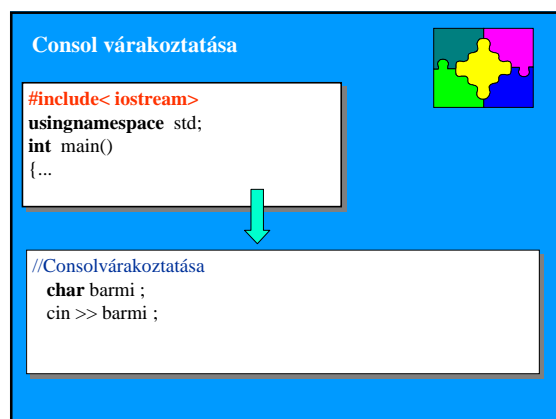 Consol várakoztatása
#include< iostream>
usingnamespace std;
int main()
{...
//Consolvárakoztatása
char barmi ;
cin >> barmi ;